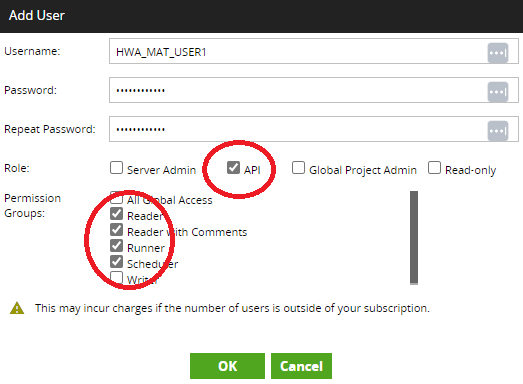 Add User
Username: HWA_MAT_USER1
Password: ••••••••••••
Repeat Password: ••••••••••••
Role: Server Admin API Global Project Admin Read-only
Permission Groups: All Global Access
Reader
Reader with Comments
Runner
Scheduler
Writer
This may incur charges if the number of users is outside of your subscription.
OK Cancel